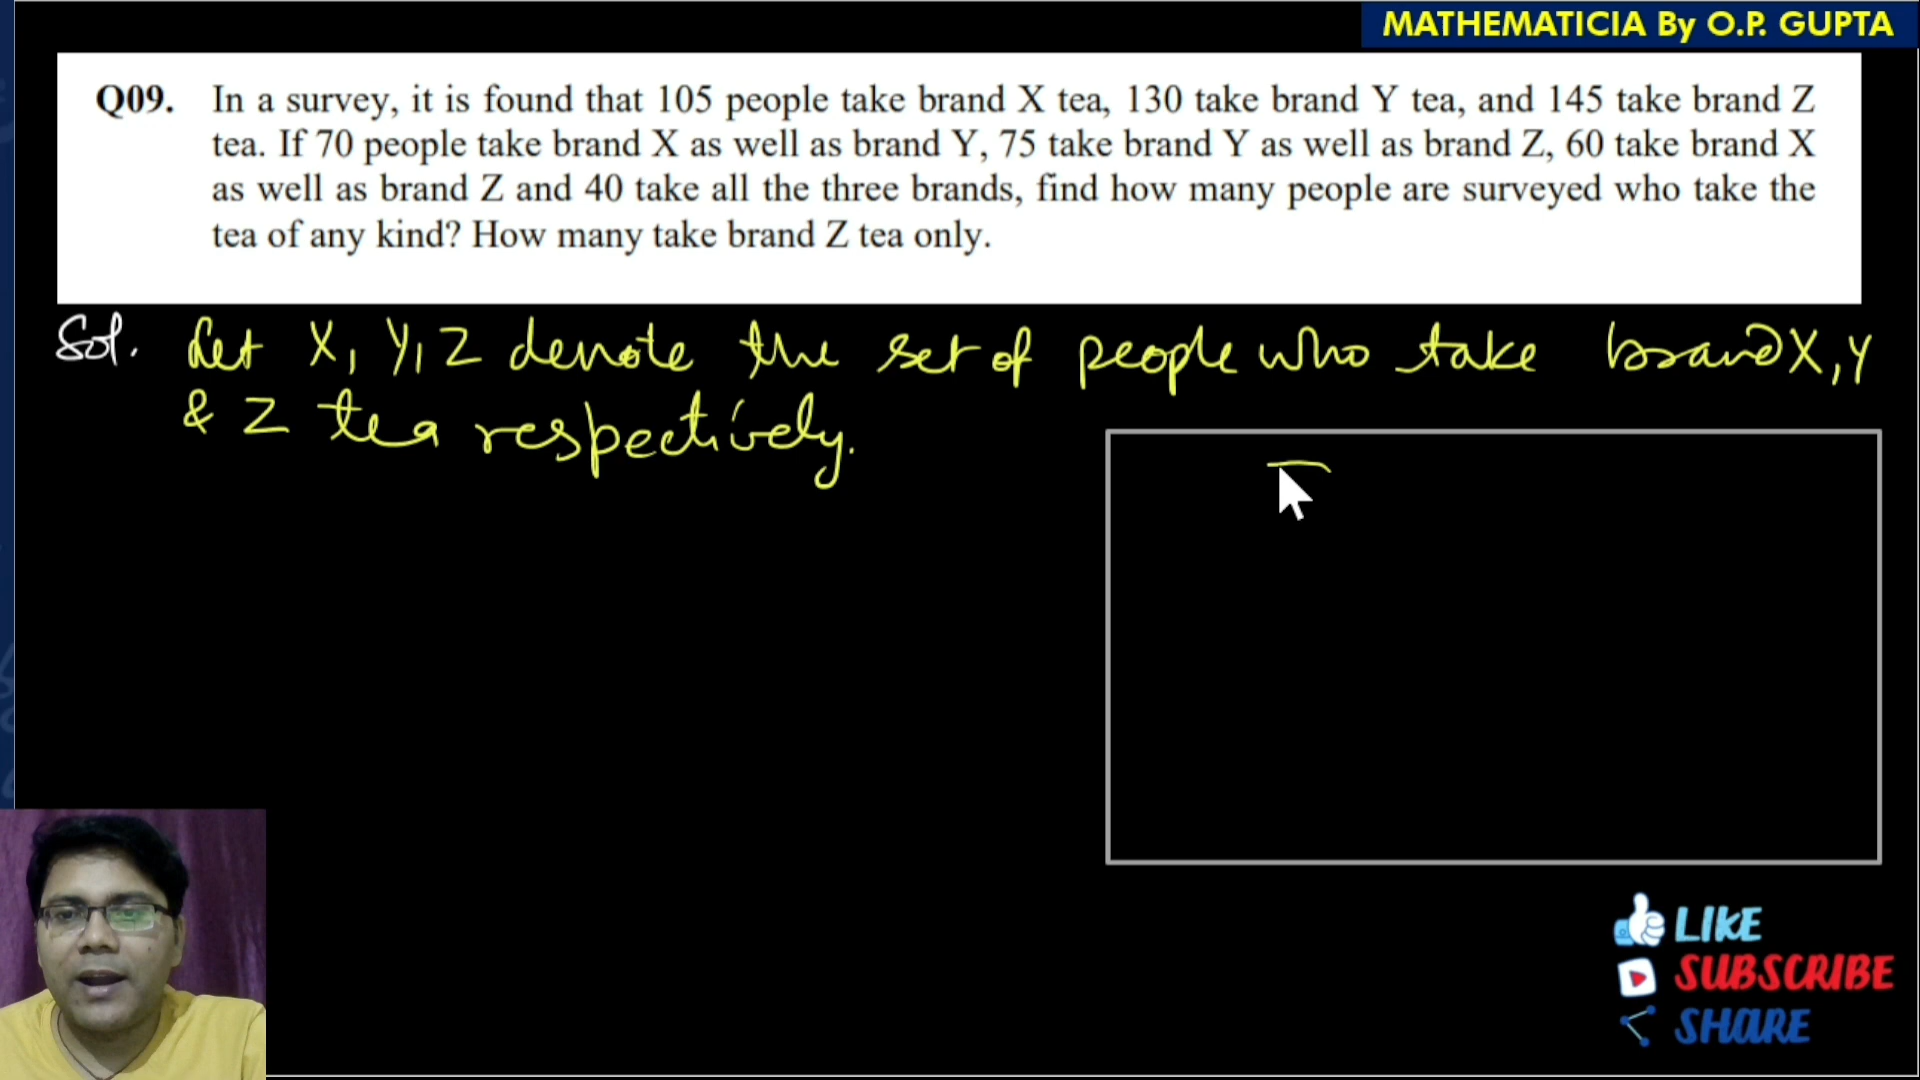 MATHEMATICIA By O.P. GUPTA
Q09. In a survey, it is found that 105 people take brand X tea, 130 take brand Y tea, and 145 take brand Z
tea. If 70 people take brand X as well as brand Y, 75 take brand Y as well as brand Z, 60 take brand X
as well as brand Z and 40 take all the three brands, find how many people are surveyed who take the
tea of any kind? How many take brand Z tea only.
Sol. Let X, Y, Z denote the set of people who take brand X, Y
& Z tea respectively.
LIKE
SUBSCRIBE
SHARE